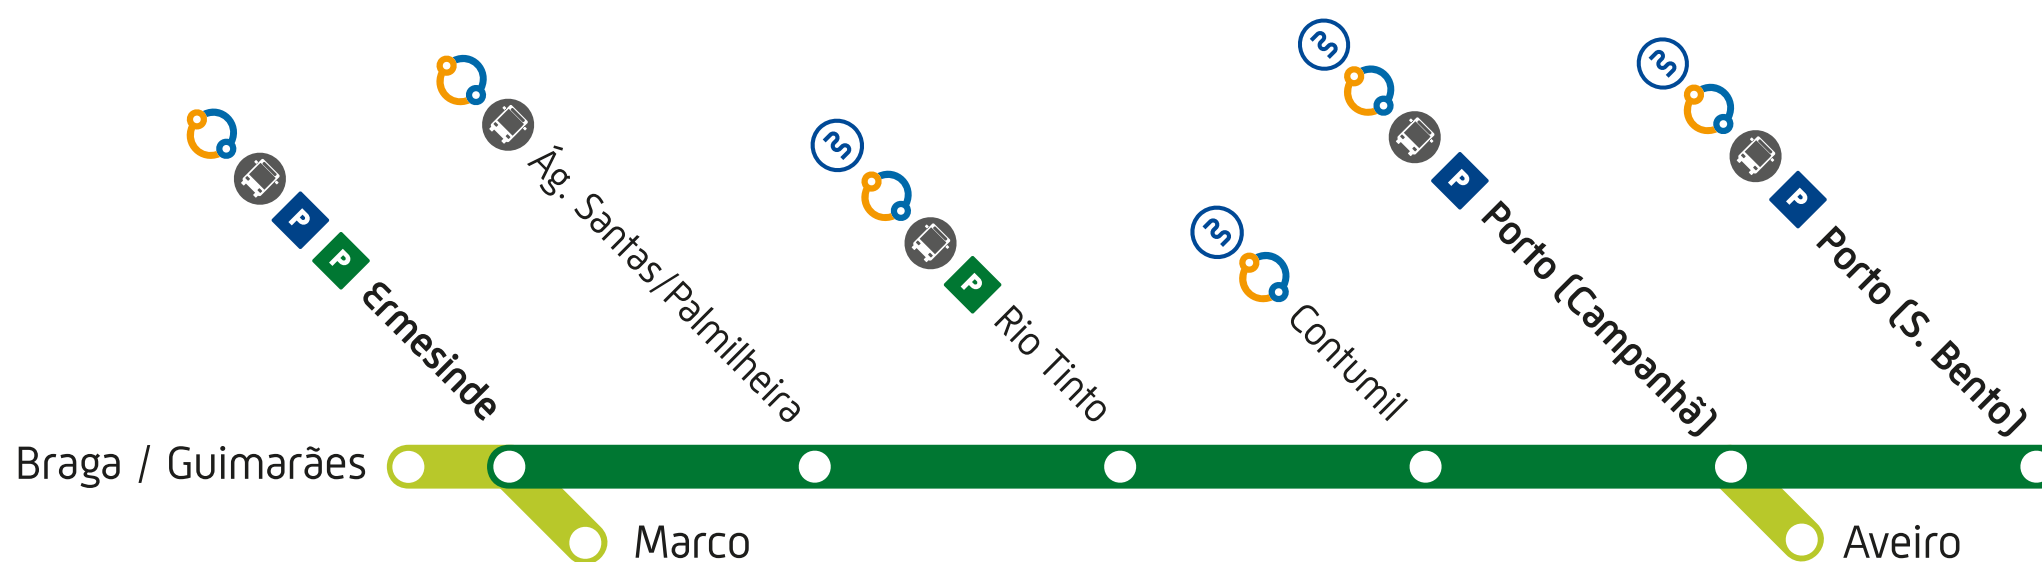 P P Ermesinde
Ág. Santas/Palmilheira
P Rio Tinto
Contumil
P Porto (Campanhã)
P Porto (S. Bento)
Braga / Guimarães
Marco
Aveiro